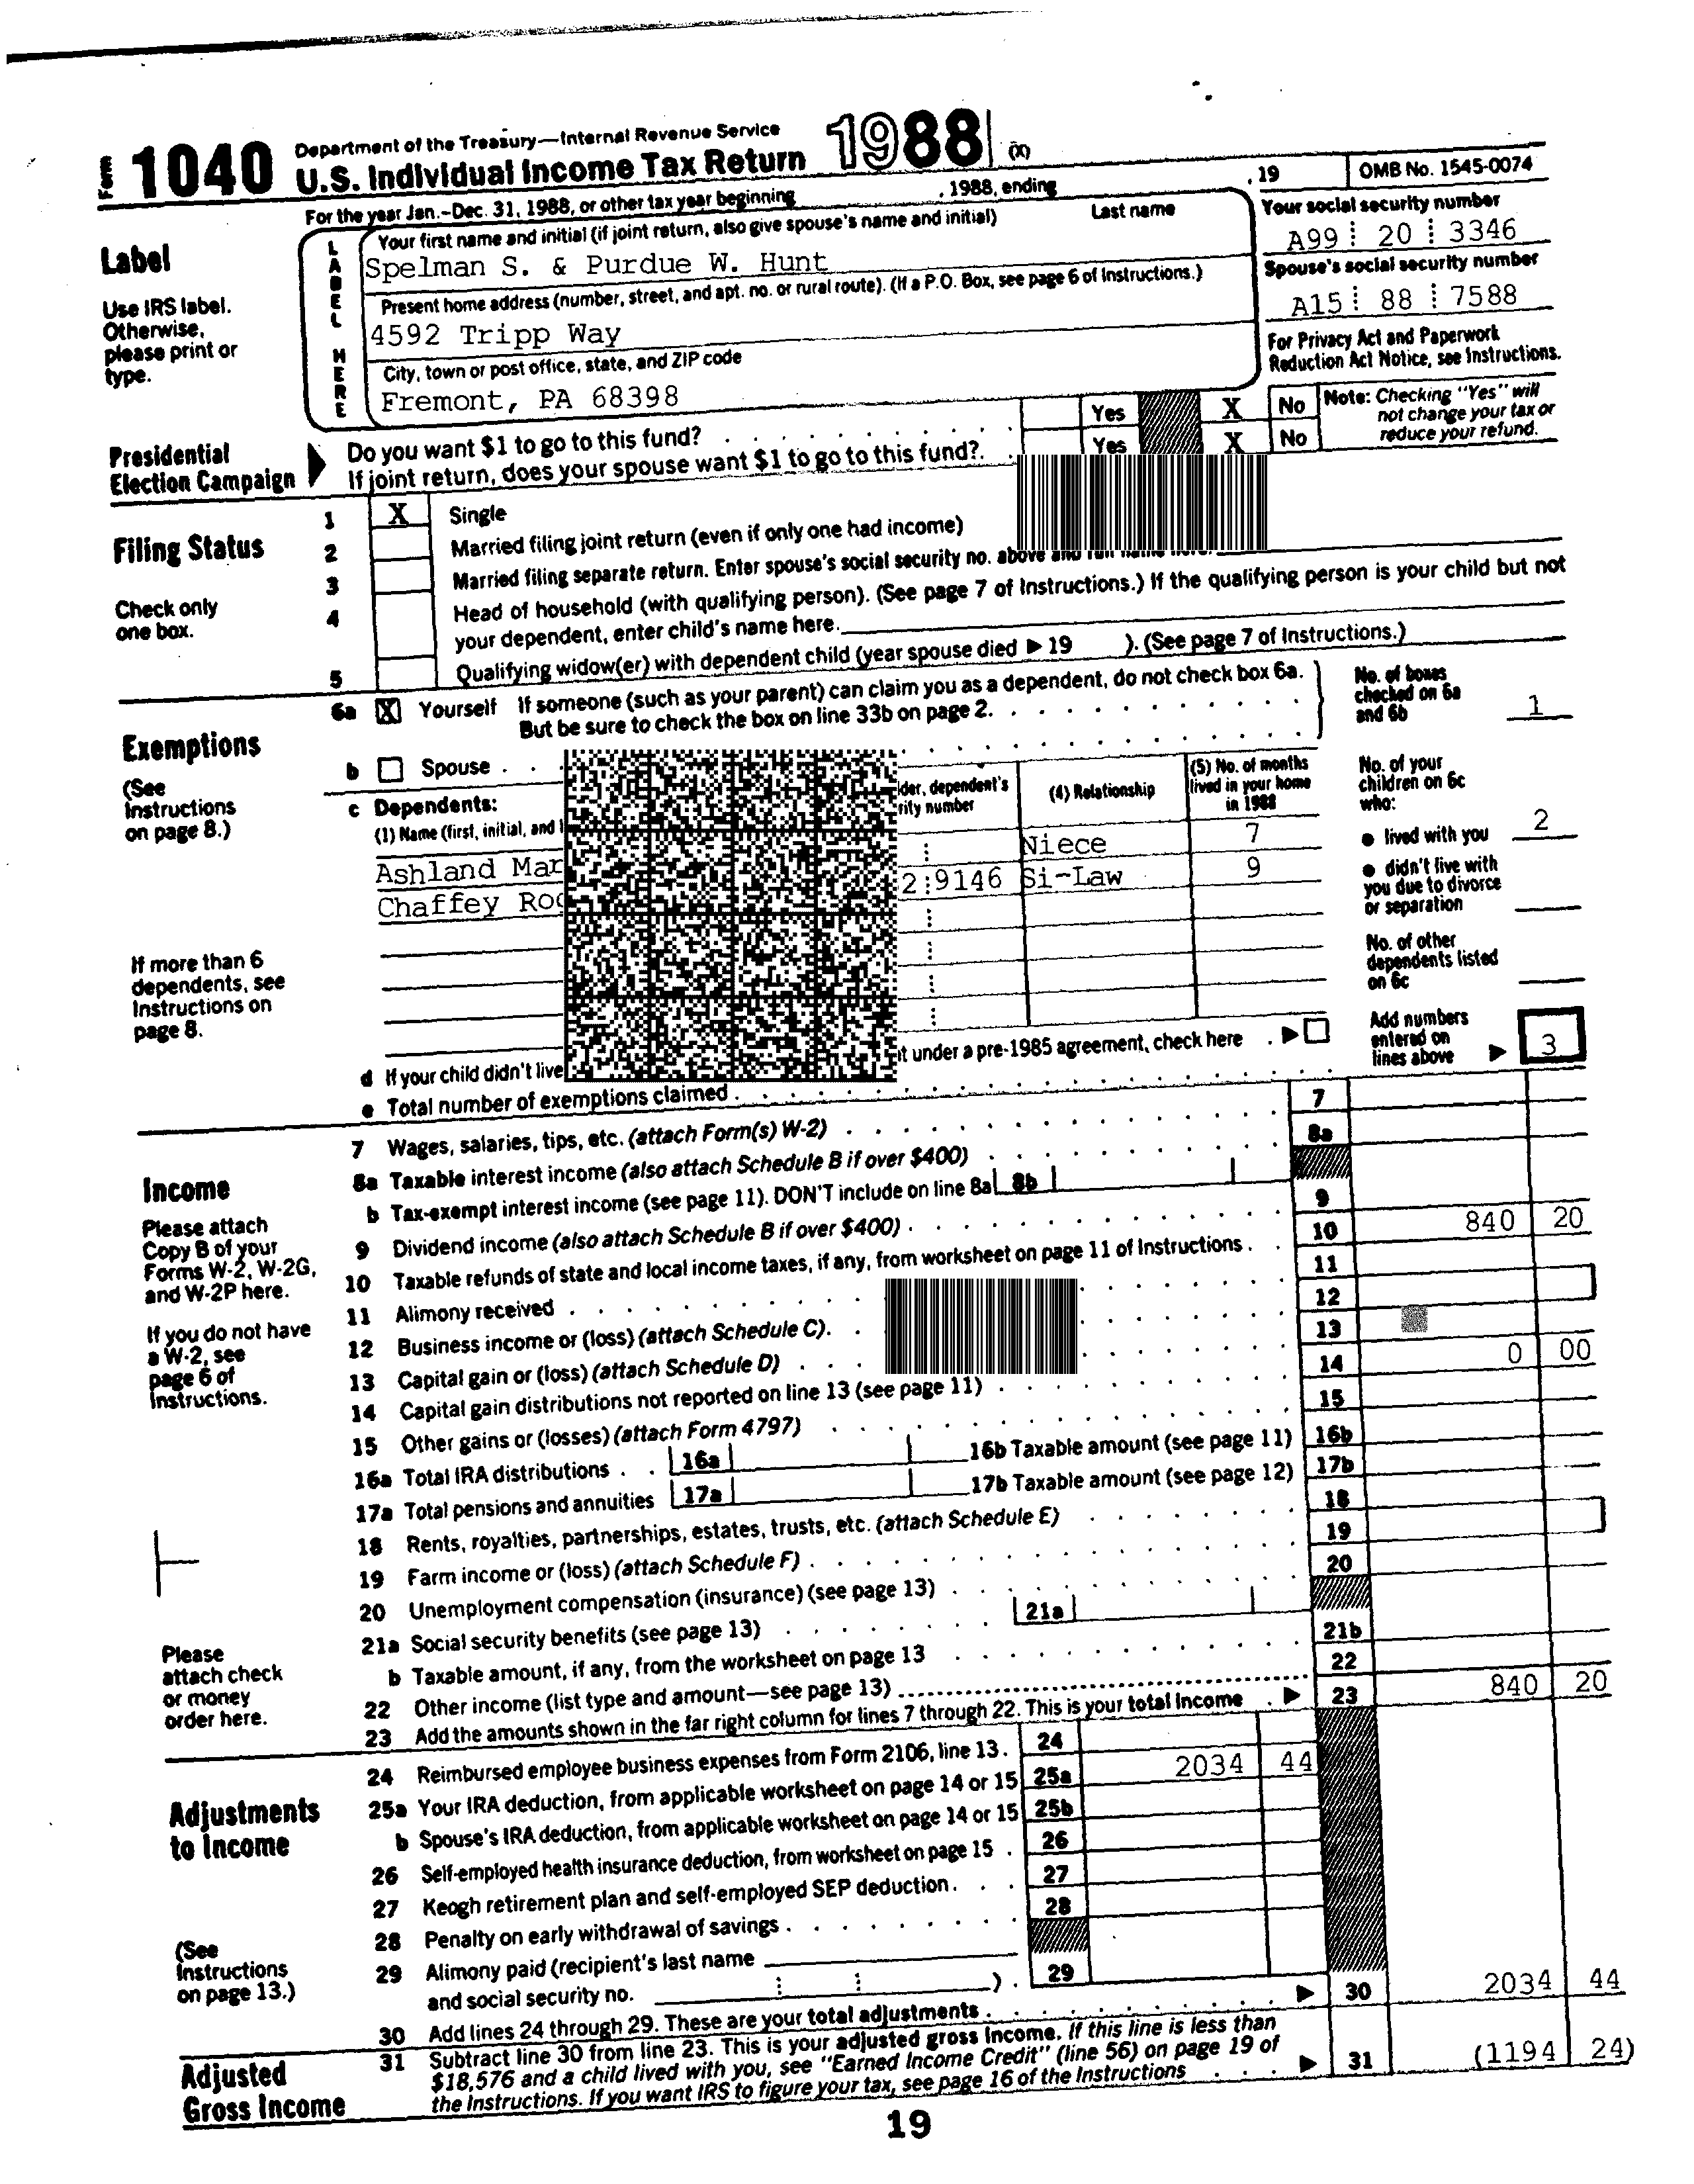 Form 1040 Department of the Treasury—Internal Revenue Service
U.S. Individual Income Tax Return 1988 (X)
For the year Jan.–Dec. 31, 1988, or other tax year beginning , 1988, ending , 19 OMB No. 1545-0074
Label
Use IRS label.
Otherwise,
please print or
type.
LABEL HERE
Your first name and initial (if joint return, also give spouse's name and initial) Last name
Spelman S. & Purdue W. Hunt
Present home address (number, street, and apt. no. or rural route). (If a P.O. Box, see page 6 of Instructions.)
4592 Tripp Way
City, town or post office, state, and ZIP code
Fremont, PA 68398
Your social security number
A99 20 3346
Spouse's social security number
A15 88 7588
For Privacy Act and Paperwork
Reduction Act Notice, see Instructions.
Presidential
Election Campaign
Do you want $1 to go to this fund? Yes X No
If joint return, does your spouse want $1 to go to this fund?. Yes X No
Note: Checking "Yes" will
not change your tax or
reduce your refund.
Filing Status
Check only
one box.
1 X Single
2 Married filing joint return (even if only one had income)
3 Married filing separate return. Enter spouse's social security no. above
4 Head of household (with qualifying person). (See page 7 of Instructions.) If the qualifying person is your child but not
your dependent, enter child's name here.
5 Qualifying widow(er) with dependent child (year spouse died ▶ 19 ). (See page 7 of Instructions.)
Exemptions
(See
Instructions
on page 8.)
If more than 6
dependents, see
Instructions on
page 8.
6a X Yourself If someone (such as your parent) can claim you as a dependent, do not check box 6a.
But be sure to check the box on line 33b on page 2.
b Spouse
c Dependents:
(1) Name (first, initial, and
der, dependent's
rity number
(4) Relationship
(5) No. of months
lived in your home
in 1988
Ashland Mar Niece 7
Chaffey Ro 2 9146 Si-Law 9
d If your child didn't live t under a pre-1985 agreement, check here ▶
e Total number of exemptions claimed
No. of boxes
checked on 6a
and 6b 1
No. of your
children on 6c
who:
● lived with you 2
● didn't live with
you due to divorce
or separation
No. of other
dependents listed
on 6c
Add numbers
entered on
lines above ▶ 3
Income
Please attach
Copy B of your
Forms W-2, W-2G,
and W-2P here.
If you do not have
a W-2, see
page 6 of
Instructions.
Please
attach check
or money
order here.
7 Wages, salaries, tips, etc. (attach Form(s) W-2) 7
8a Taxable interest income (also attach Schedule B if over $400) 8a
b Tax-exempt interest income (see page 11). DON'T include on line 8a 8b
9 Dividend income (also attach Schedule B if over $400) 9
10 Taxable refunds of state and local income taxes, if any, from worksheet on page 11 of Instructions 10 840 20
11 Alimony received 11
12 Business income or (loss) (attach Schedule C). 12
13 Capital gain or (loss) (attach Schedule D) 13
14 Capital gain distributions not reported on line 13 (see page 11) 14 0 00
15 Other gains or (losses) (attach Form 4797) 15
16a Total IRA distributions 16a 16b Taxable amount (see page 11) 16b
17a Total pensions and annuities 17a 17b Taxable amount (see page 12) 17b
18 Rents, royalties, partnerships, estates, trusts, etc. (attach Schedule E) 18
19 Farm income or (loss) (attach Schedule F) 19
20 Unemployment compensation (insurance) (see page 13) 20
21a Social security benefits (see page 13) 21a
b Taxable amount, if any, from the worksheet on page 13 21b
22 Other income (list type and amount—see page 13) 22
23 Add the amounts shown in the far right column for lines 7 through 22. This is your total income ▶ 23 840 20
Adjustments
to Income
(See
Instructions
on page 13.)
24 Reimbursed employee business expenses from Form 2106, line 13. 24
25a Your IRA deduction, from applicable worksheet on page 14 or 15 25a 2034 44
b Spouse's IRA deduction, from applicable worksheet on page 14 or 15 25b
26 Self-employed health insurance deduction, from worksheet on page 15 26
27 Keogh retirement plan and self-employed SEP deduction 27
28 Penalty on early withdrawal of savings 28
29 Alimony paid (recipient's last name
and social security no. ) 29
30 Add lines 24 through 29. These are your total adjustments ▶ 30 2034 44
Adjusted
Gross Income
31 Subtract line 30 from line 23. This is your adjusted gross income. If this line is less than
$18,576 and a child lived with you, see "Earned Income Credit" (line 56) on page 19 of
the Instructions. If you want IRS to figure your tax, see page 16 of the Instructions ▶ 31 (1194 24)
19